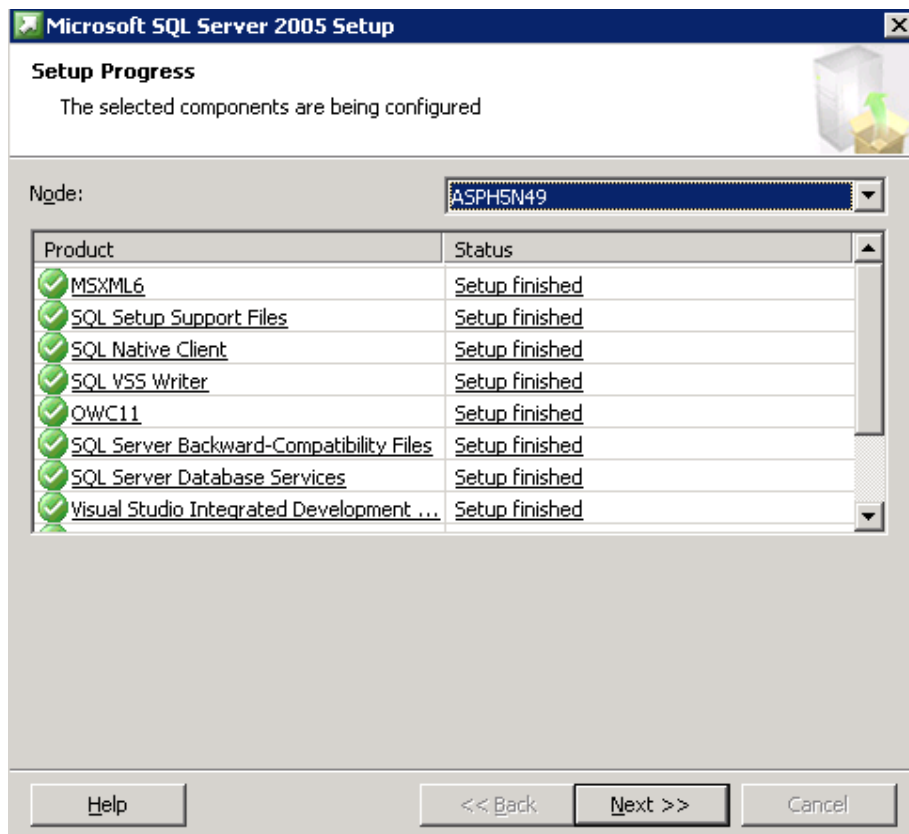 Microsoft SQL Server 2005 Setup
Setup Progress
The selected components are being configured
Node: ASPH5N49
Product Status
MSXML6 Setup finished
SQL Setup Support Files Setup finished
SQL Native Client Setup finished
SQL VSS Writer Setup finished
OWC11 Setup finished
SQL Server Backward-Compatibility Files Setup finished
SQL Server Database Services Setup finished
Visual Studio Integrated Development ... Setup finished
Help << Back Next >> Cancel